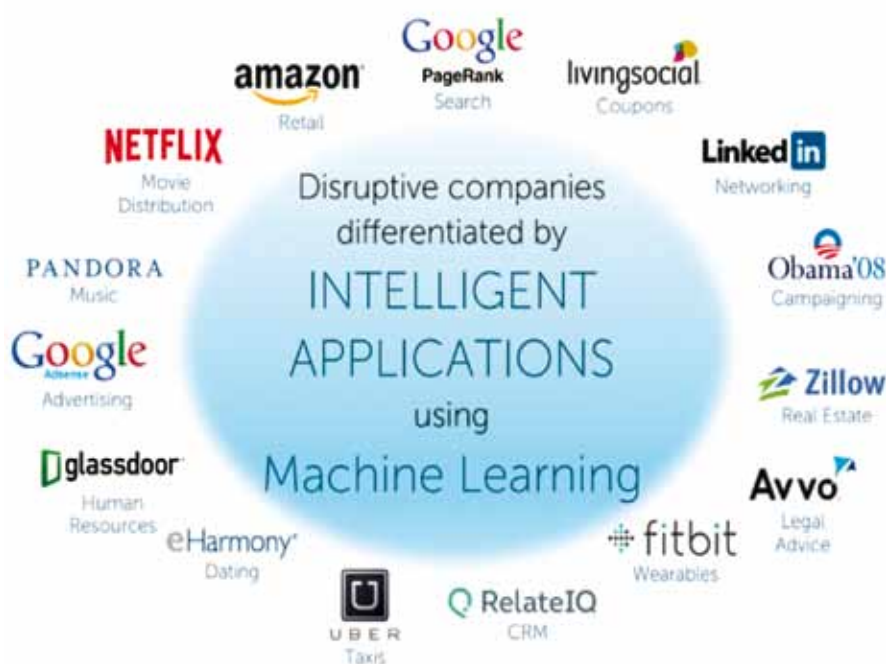 Google
PageRank
Search
amazon
Retail
livingsocial
Coupons
NETFLIX
Movie
Distribution
Linked in
Networking
PANDORA
Music
Obama'08
Campaigning
Google
Adsense
Advertising
Zillow
Real Estate
glassdoor
Human
Resources
Avvo
Legal
Advice
eHarmony
Dating
fitbit
Wearables
UBER
Taxis
RelateIQ
CRM
Disruptive companies
differentiated by
INTELLIGENT
APPLICATIONS
using
Machine Learning